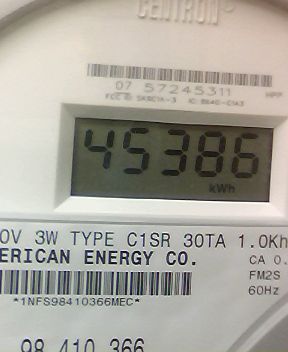 CENTRON®
07 57245311
45386
kWh
0V 3W TYPE C1SR 30TA 1.0Kh
ERICAN ENERGY CO.
CA 0.
FM2S
60Hz
*1NFS98410366MEC*
98 410 366